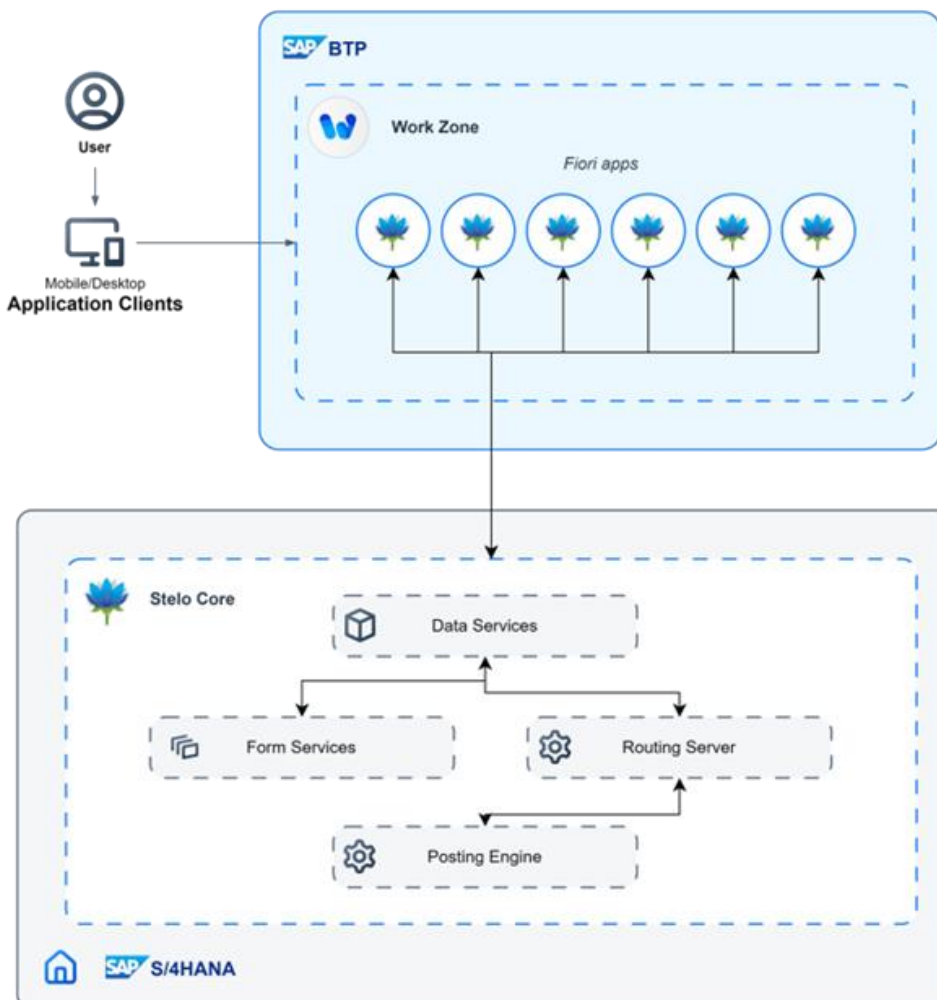 SAP BTP
Work Zone
Fiori apps
User
Mobile/Desktop
Application Clients
Stelo Core
Data Services
Form Services
Routing Server
Posting Engine
SAP S/4HANA